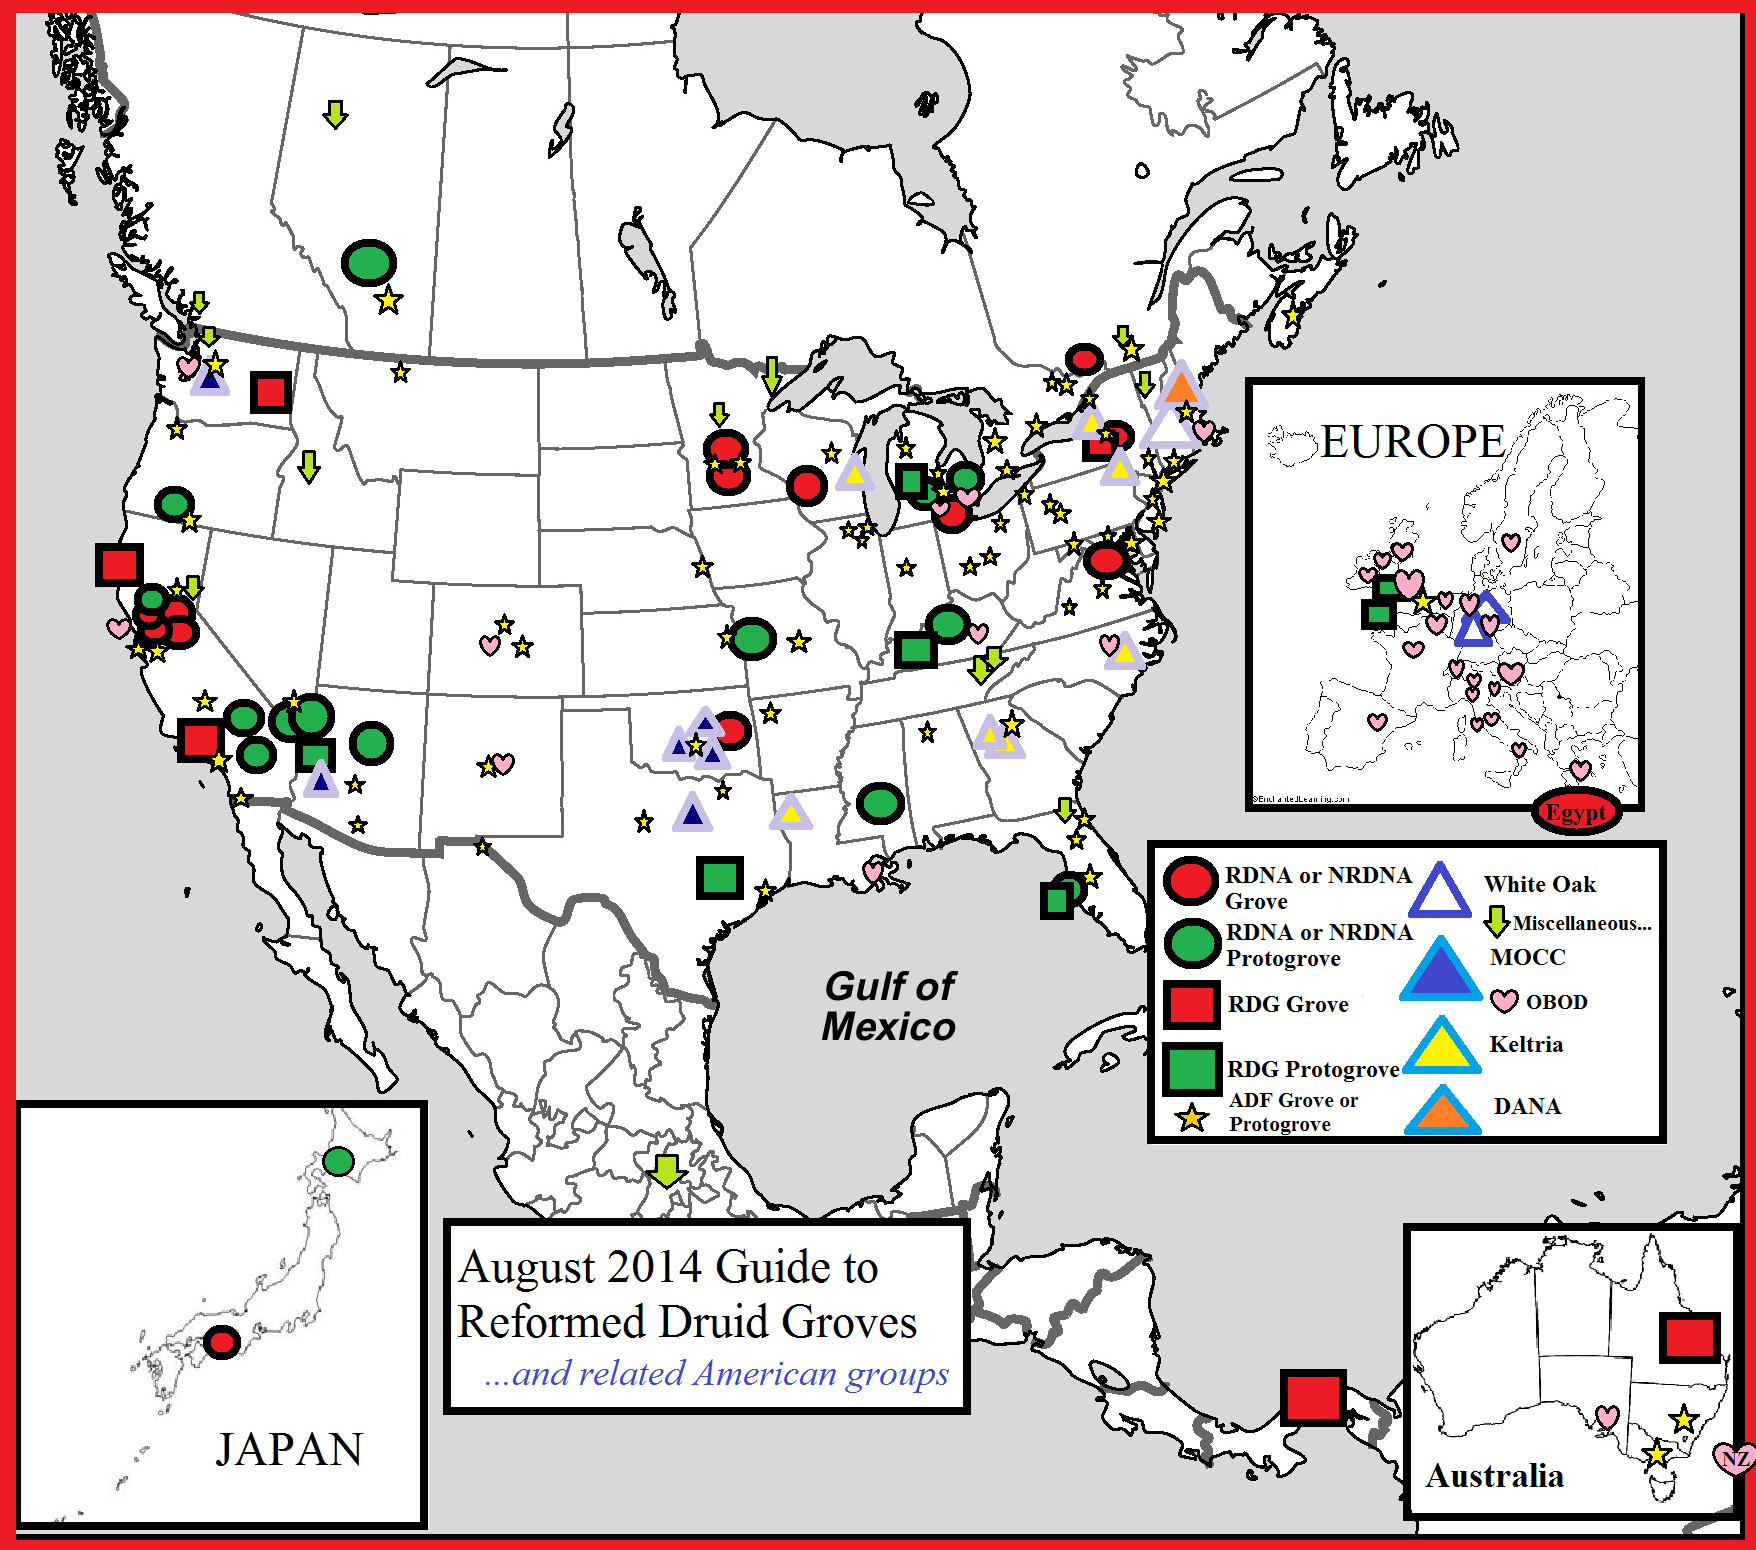 EUROPE
©EnchantedLearning.com
Egypt
RDNA or NRDNA
Grove
RDNA or NRDNA
Protogrove
RDG Grove
RDG Protogrove
ADF Grove or
Protogrove
White Oak
Miscellaneous...
MOCC
OBOD
Keltria
DANA
Gulf of
Mexico
JAPAN
August 2014 Guide to
Reformed Druid Groves
...and related American groups
Australia
NZ